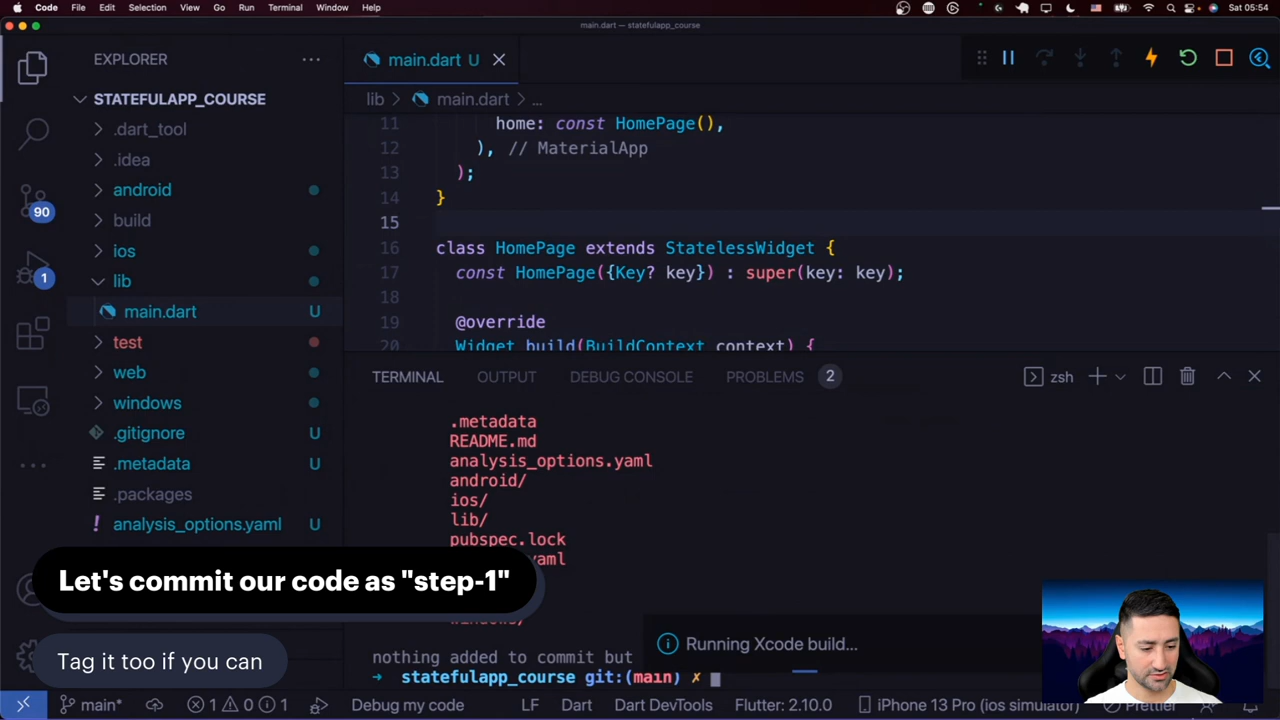 Code File Edit Selection View Go Run Terminal Window Help Sat 05:54
main.dart — statefulapp_course
EXPLORER
STATEFULAPP_COURSE
.dart_tool
.idea
android
build
ios
lib
main.dart U
test
web
windows
.gitignore U
.metadata U
.packages
analysis_options.yaml U
90
1
main.dart U
lib > main.dart > ...
11 home: const HomePage(),
12 ), // MaterialApp
13 );
14 }
15
16 class HomePage extends StatelessWidget {
17 const HomePage({Key? key}) : super(key: key);
18
19 @override
20 Widget build(BuildContext context) {
TERMINAL OUTPUT DEBUG CONSOLE PROBLEMS 2 zsh
.metadata
README.md
analysis_options.yaml
android/
ios/
lib/
pubspec.lock
yaml
windows/
nothing added to commit but
→ statefulapp_course git:(main) ✗
Running Xcode build...
Let's commit our code as "step-1"
Tag it too if you can
main* 1 0 1 Debug my code LF Dart Dart DevTools Flutter: 2.10.0 iPhone 13 Pro (ios simulator) Prettier